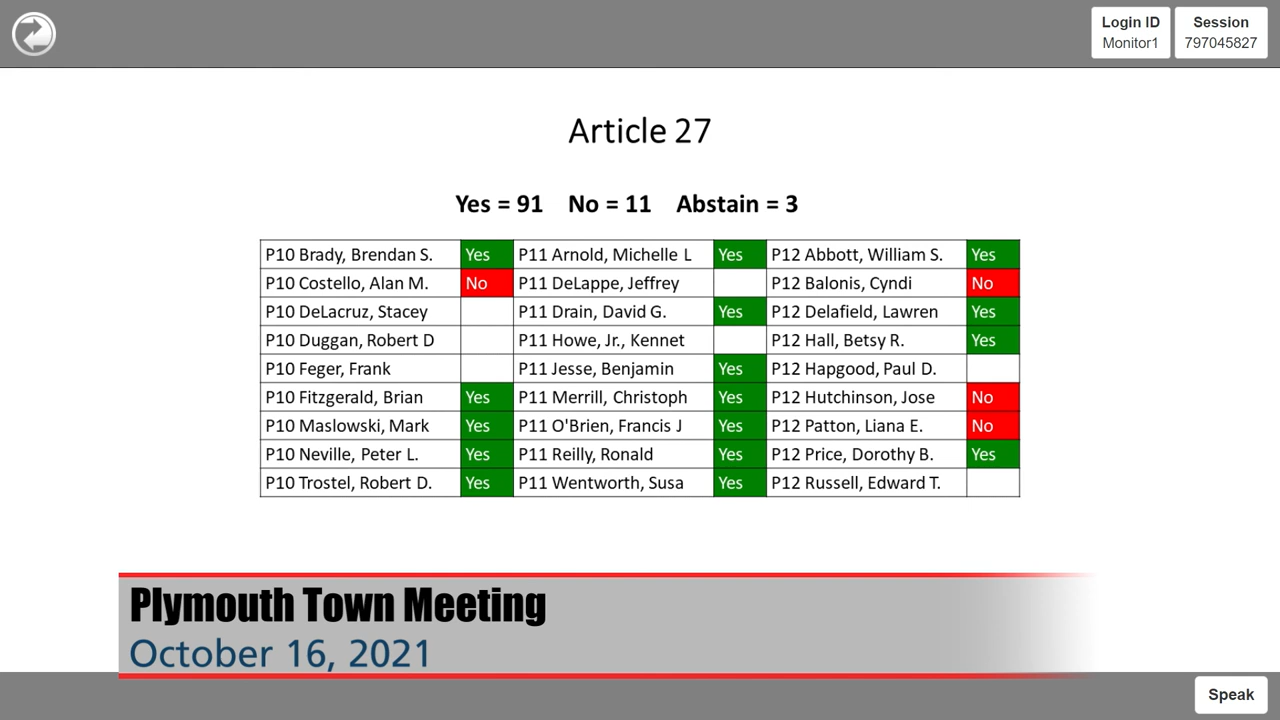 Login ID
Monitor1
Session
797045827
Article 27
Yes = 91 No = 11 Abstain = 3
P10 Brady, Brendan S. Yes P11 Arnold, Michelle L Yes P12 Abbott, William S. Yes
P10 Costello, Alan M. No P11 DeLappe, Jeffrey P12 Balonis, Cyndi No
P10 DeLacruz, Stacey P11 Drain, David G. Yes P12 Delafield, Lawren Yes
P10 Duggan, Robert D P11 Howe, Jr., Kennet P12 Hall, Betsy R. Yes
P10 Feger, Frank P11 Jesse, Benjamin Yes P12 Hapgood, Paul D.
P10 Fitzgerald, Brian Yes P11 Merrill, Christoph Yes P12 Hutchinson, Jose No
P10 Maslowski, Mark Yes P11 O'Brien, Francis J Yes P12 Patton, Liana E. No
P10 Neville, Peter L. Yes P11 Reilly, Ronald Yes P12 Price, Dorothy B. Yes
P10 Trostel, Robert D. Yes P11 Wentworth, Susa Yes P12 Russell, Edward T.
Plymouth Town Meeting
October 16, 2021
Speak